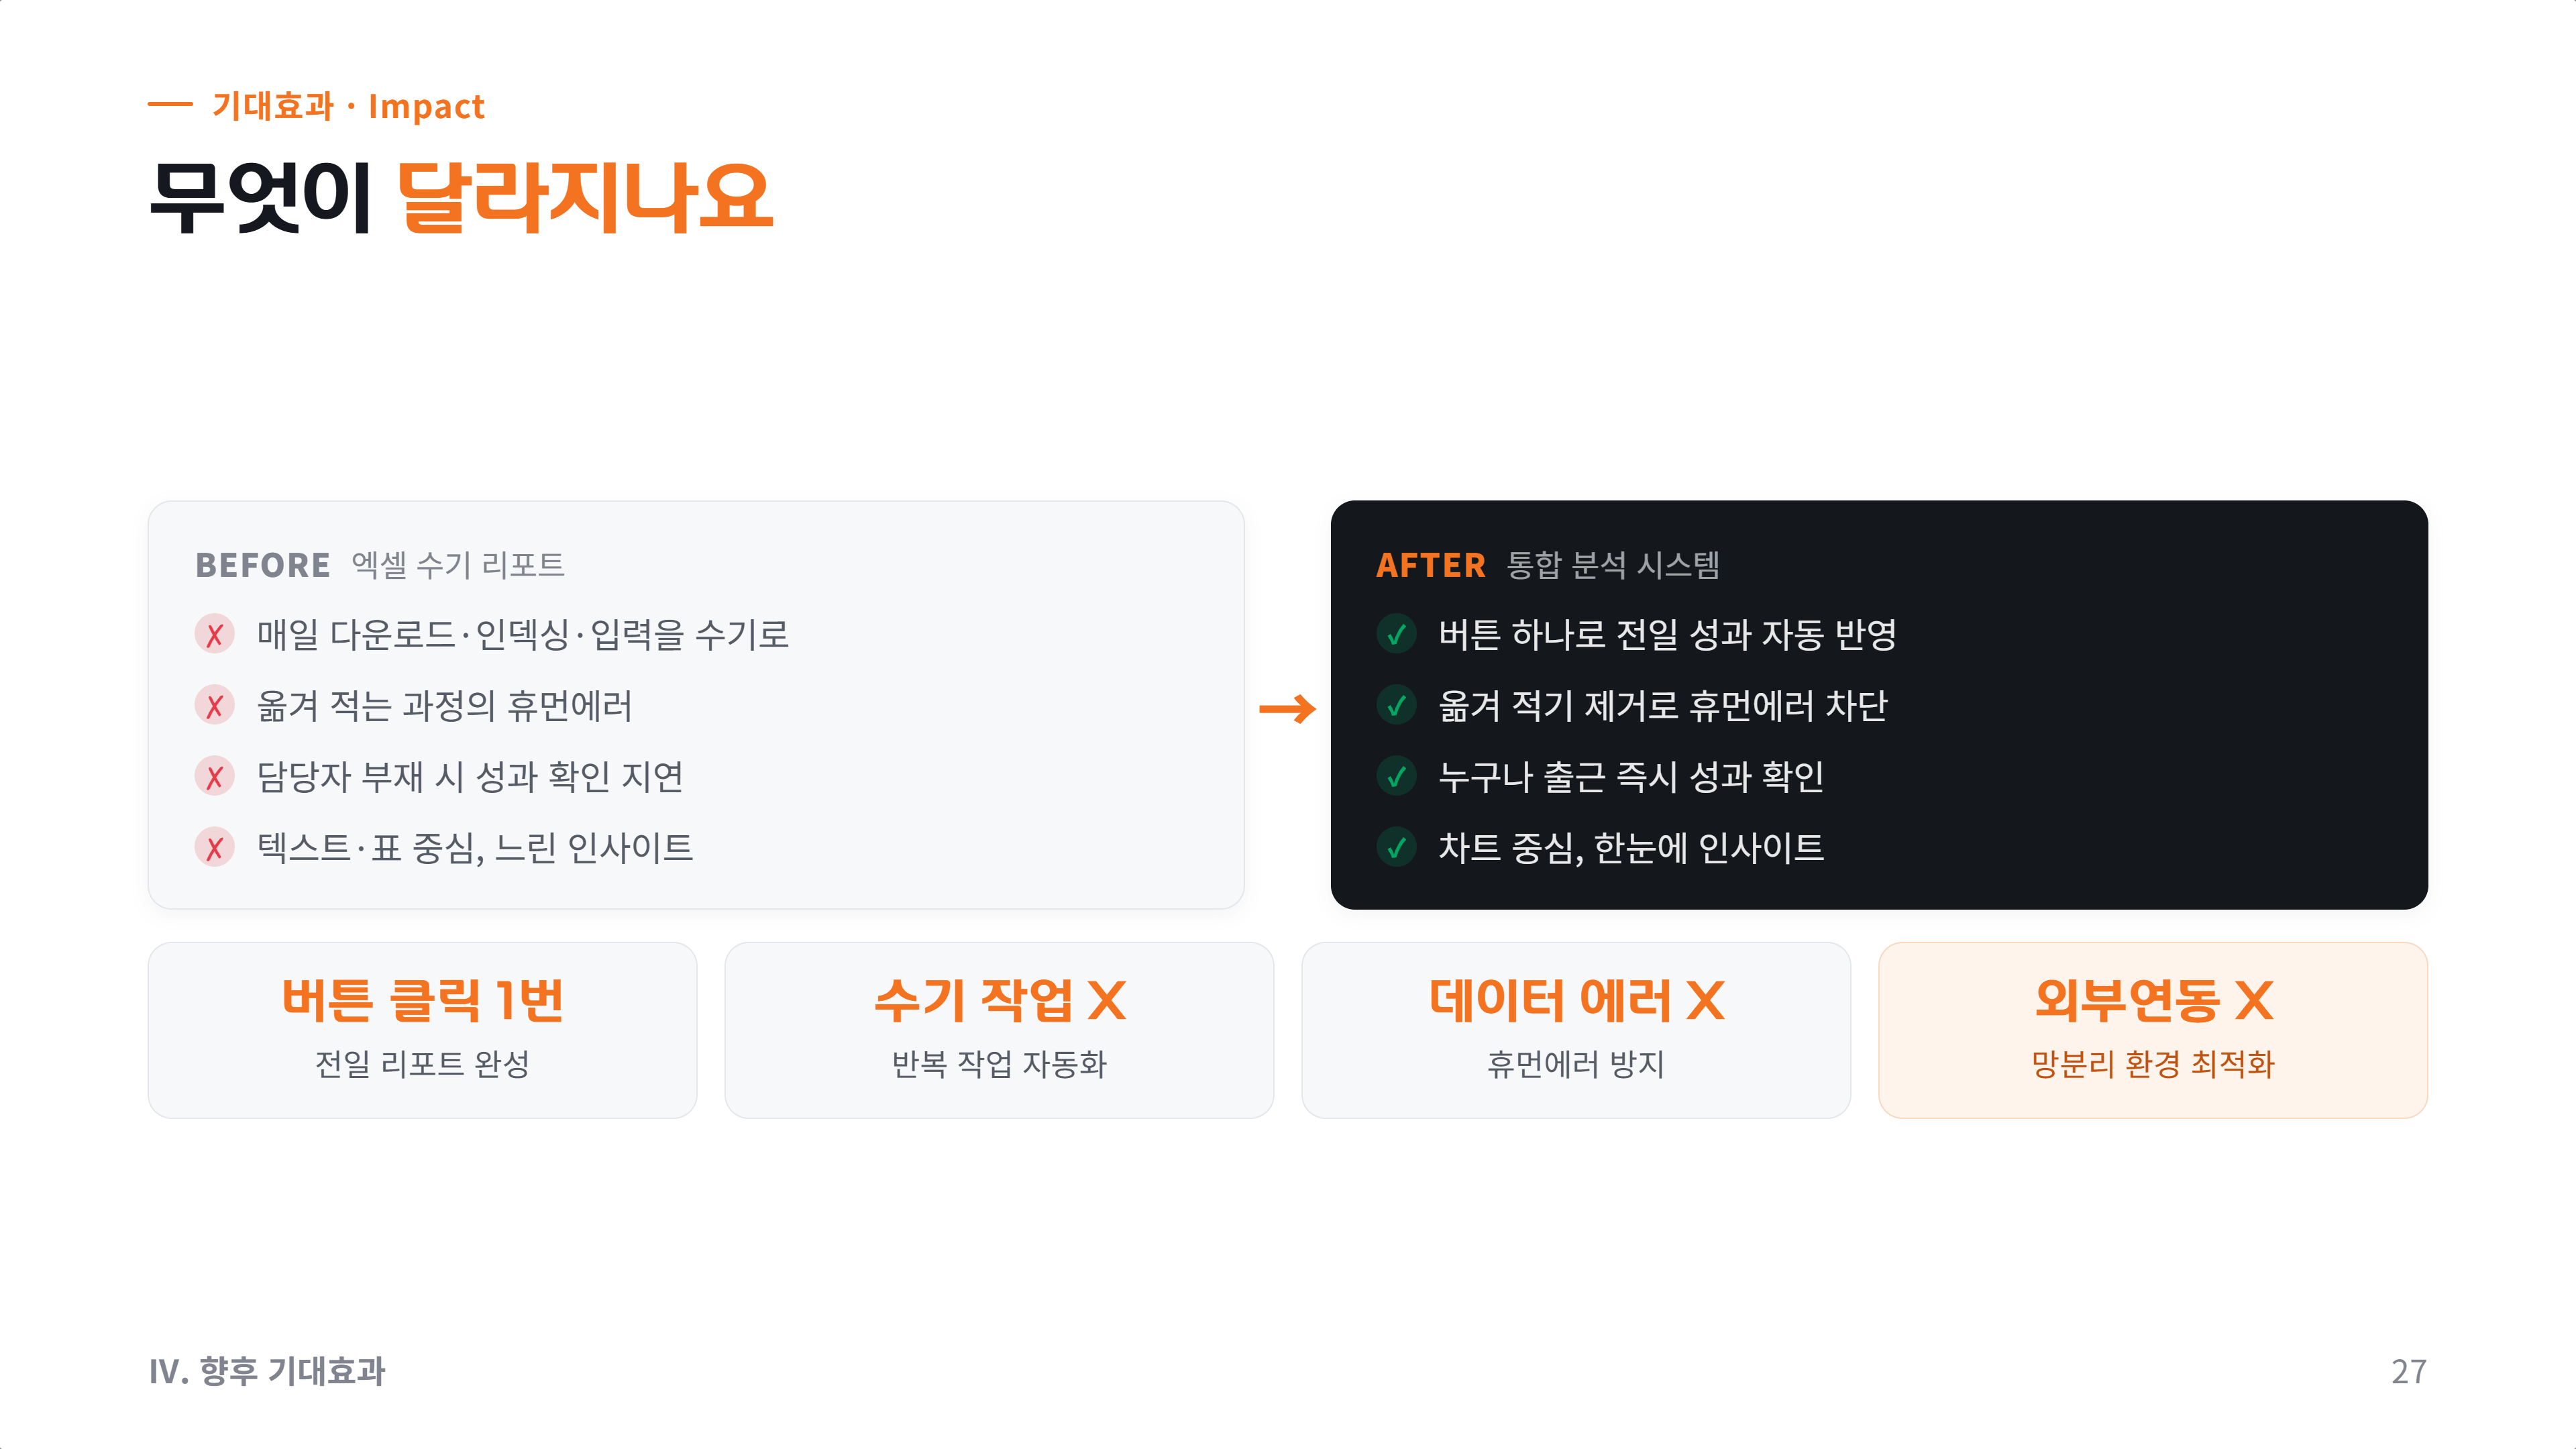 기대효과 · Impact
무엇이 달라지나요
BEFORE 엑셀 수기 리포트
✗ 매일 다운로드·인덱싱·입력을 수기로
✗ 옮겨 적는 과정의 휴먼에러
✗ 담당자 부재 시 성과 확인 지연
✗ 텍스트·표 중심, 느린 인사이트
→
AFTER 통합 분석 시스템
✓ 버튼 하나로 전일 성과 자동 반영
✓ 옮겨 적기 제거로 휴먼에러 차단
✓ 누구나 출근 즉시 성과 확인
✓ 차트 중심, 한눈에 인사이트
버튼 클릭 1번
전일 리포트 완성
수기 작업 X
반복 작업 자동화
데이터 에러 X
휴먼에러 방지
외부연동 X
망분리 환경 최적화
IV. 향후 기대효과
27